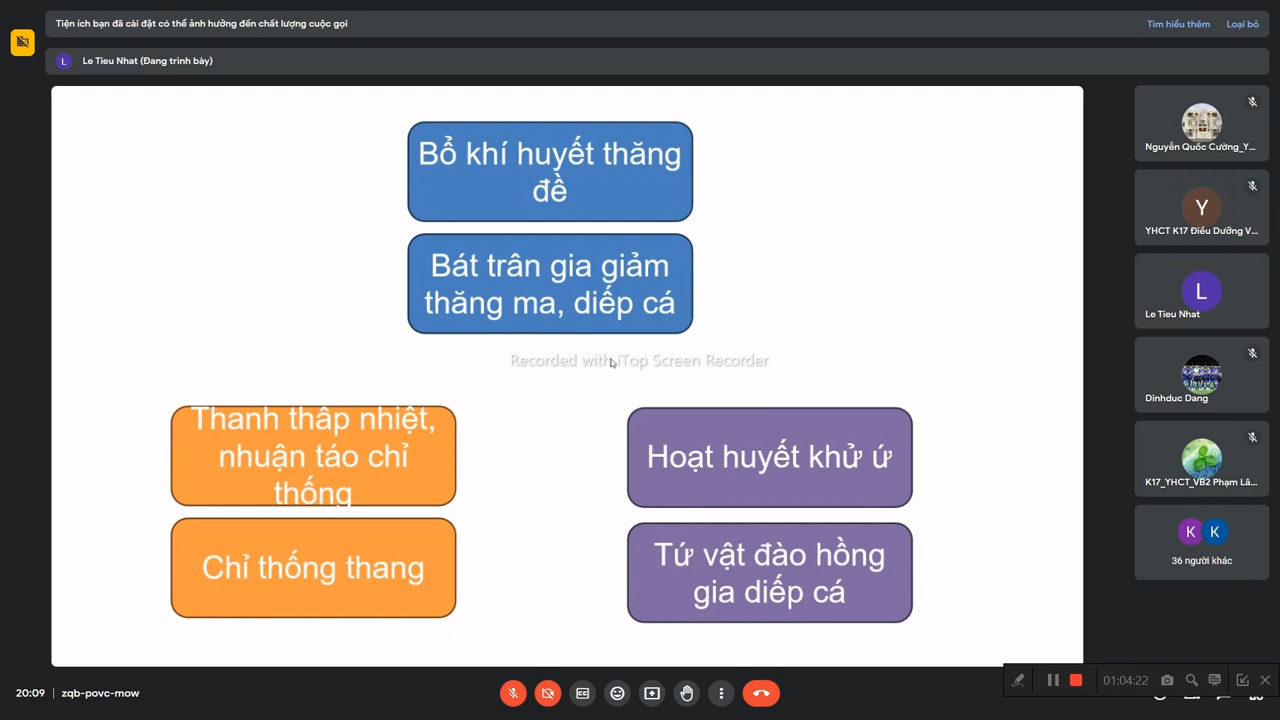 Tiện ích bạn đã cài đặt có thể ảnh hưởng đến chất lượng cuộc gọi
Tìm hiểu thêm
Loại bỏ
L
Le Tieu Nhat (Đang trình bày)
Bổ khí huyết thăng
đề
Bát trân gia giảm
thăng ma, diếp cá
Recorded with iTop Screen Recorder
Thanh thấp nhiệt,
nhuận táo chỉ
thống
Chỉ thống thang
Hoạt huyết khử ứ
Tứ vật đào hồng
gia diếp cá
Nguyễn Quốc Cường_Y...
Y
YHCT K17 Điều Dưỡng V...
L
Le Tieu Nhat
Dinhduc Dang
K17_YHCT_VB2 Phạm Lâ...
K
K
36 người khác
20:09
zqb-povc-mow
01:04:22